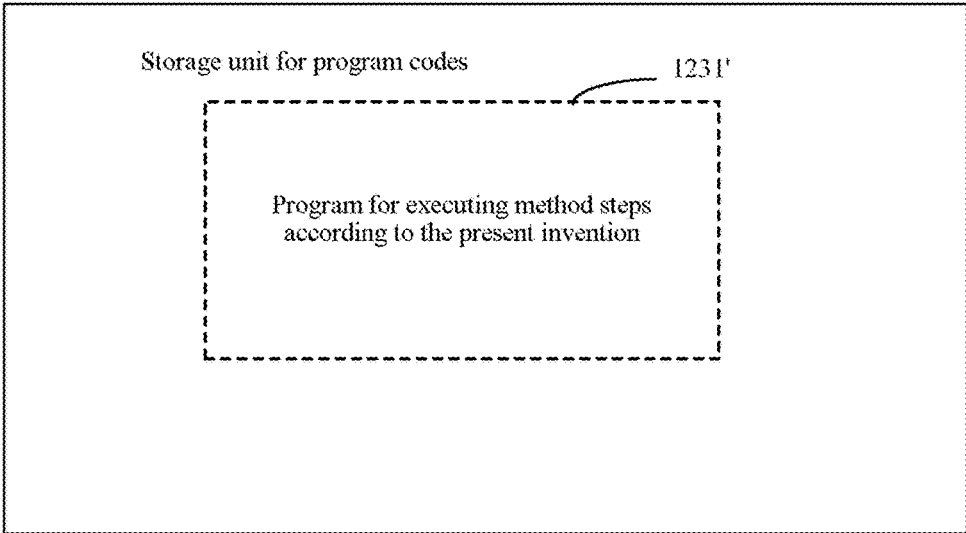 Storage unit for program codes
1231'
Program for executing method steps
according to the present invention